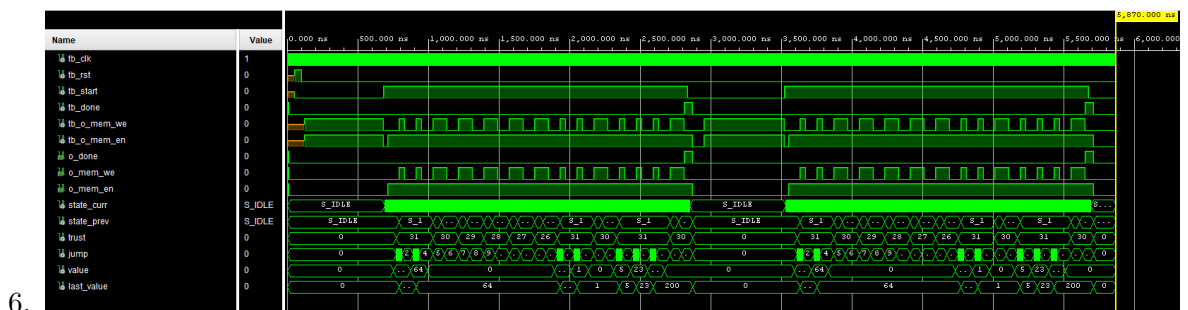 5,870.000 ns
Name Value 0.000 ns 500.000 ns 1,000.000 ns 1,500.000 ns 2,000.000 ns 2,500.000 ns 3,000.000 ns 3,500.000 ns 4,000.000 ns 4,500.000 ns 5,000.000 ns 5,500.000 ns 6,000.000
tb_clk 1
tb_rst 0
tb_start 0
tb_done 0
tb_o_mem_we 0
tb_o_mem_en 0
o_done 0
o_mem_we 0
o_mem_en 0
state_curr S_IDLE S_IDLE S_IDLE S...
state_prev S_IDLE S_IDLE S_1 S_1 S_1 S_IDLE S_1 S_1 S_1 ...
trust 0 0 31 30 29 28 27 26 31 30 31 30 0 31 30 29 28 27 26 31 30 31 30 0
jump 0 0 2 4 5 6 7 8 9 0 2 4 5 6 7 8 9 0
value 0 0 .. 64 0 .. 1 0 5 23 .. 0 .. 64 0 .. 1 0 5 23 .. 0
last_value 0 0 .. 64 .. 1 5 23 200 0 .. 64 .. 1 5 23 200 0
6.